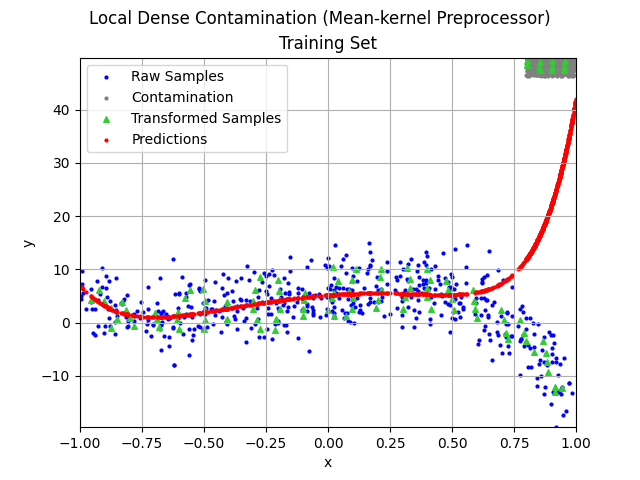 Local Dense Contamination (Mean-kernel Preprocessor)
Training Set
Raw Samples
Contamination
Transformed Samples
Predictions
40
30
20
10
0
−10
y
−1.00 −0.75 −0.50 −0.25 0.00 0.25 0.50 0.75 1.00
x